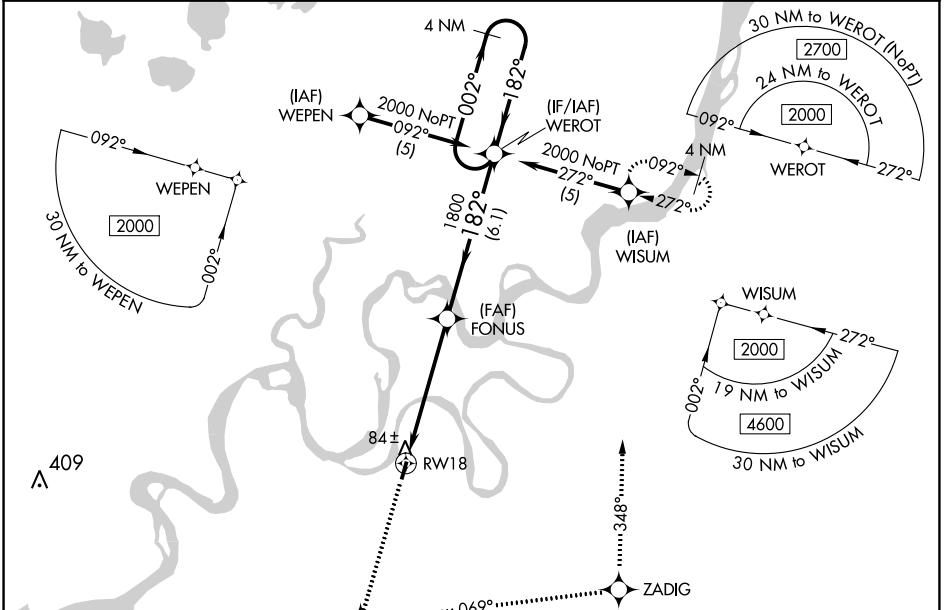 4 NM
002°
182°
(IAF)
WEPEN
2000 NoPT
092°
(5)
(IF/IAF)
WEROT
2000 NoPT
272°
(5)
092°
4 NM
272°
(IAF)
WISUM
1800
182°
(6.1)
(FAF)
FONUS
84±
RW18
409
348°
ZADIG
069°
092°
WEPEN
2000
002°
30 NM to WEPEN
30 NM to WEROT (NoPT)
2700
24 NM to WEROT
2000
092°
WEROT
272°
WISUM
272°
2000
002°
19 NM to WISUM
4600
30 NM to WISUM